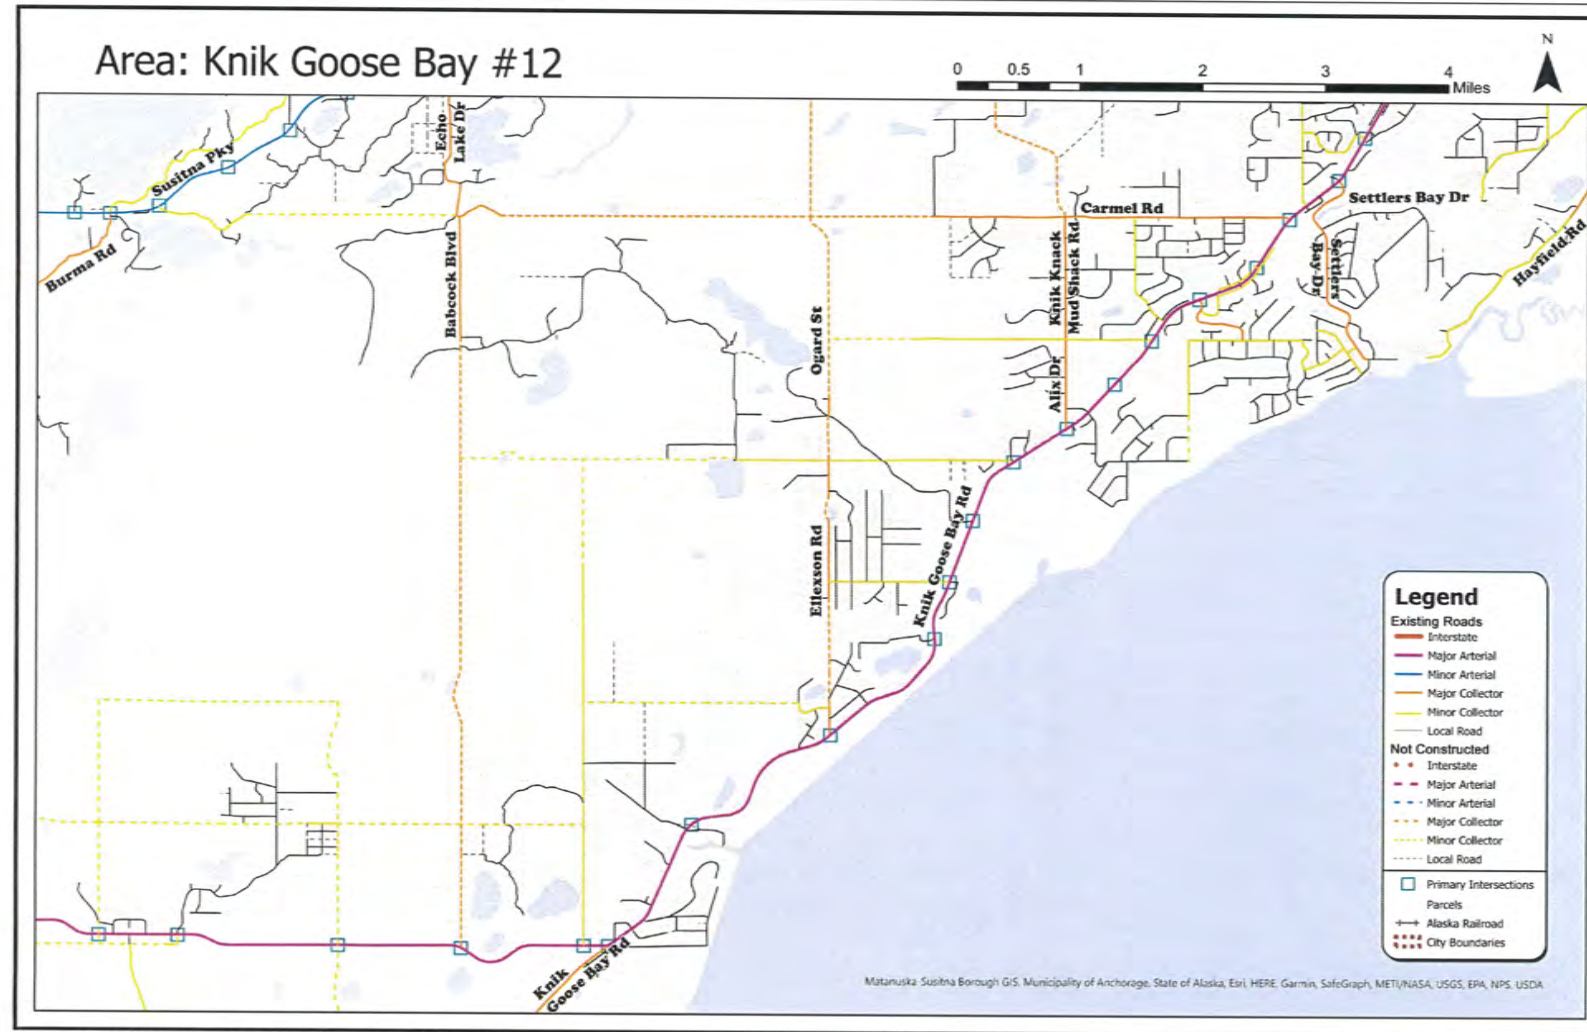 Area: Knik Goose Bay #12
0 0.5 1 2 3 4
Miles
N
Echo
Lake Dr
Susitna Pky
Burma Rd
Babcock Blvd
Ogard St
Carmel Rd
Knik Knack
Mud Shack Rd
Alix Dr
Settlers Bay Dr
Settlers
Bay Dr
Hayfield Rd
Ellexson Rd
Knik Goose Bay Rd
Knik
Goose Bay Rd
Legend
Existing Roads
Interstate
Major Arterial
Minor Arterial
Major Collector
Minor Collector
Local Road
Not Constructed
Interstate
Major Arterial
Minor Arterial
Major Collector
Minor Collector
Local Road
Primary Intersections
Parcels
Alaska Railroad
City Boundaries
Matanuska-Susitna Borough GIS, Municipality of Anchorage, State of Alaska, Esri, HERE, Garmin, SafeGraph, METI/NASA, USGS, EPA, NPS, USDA